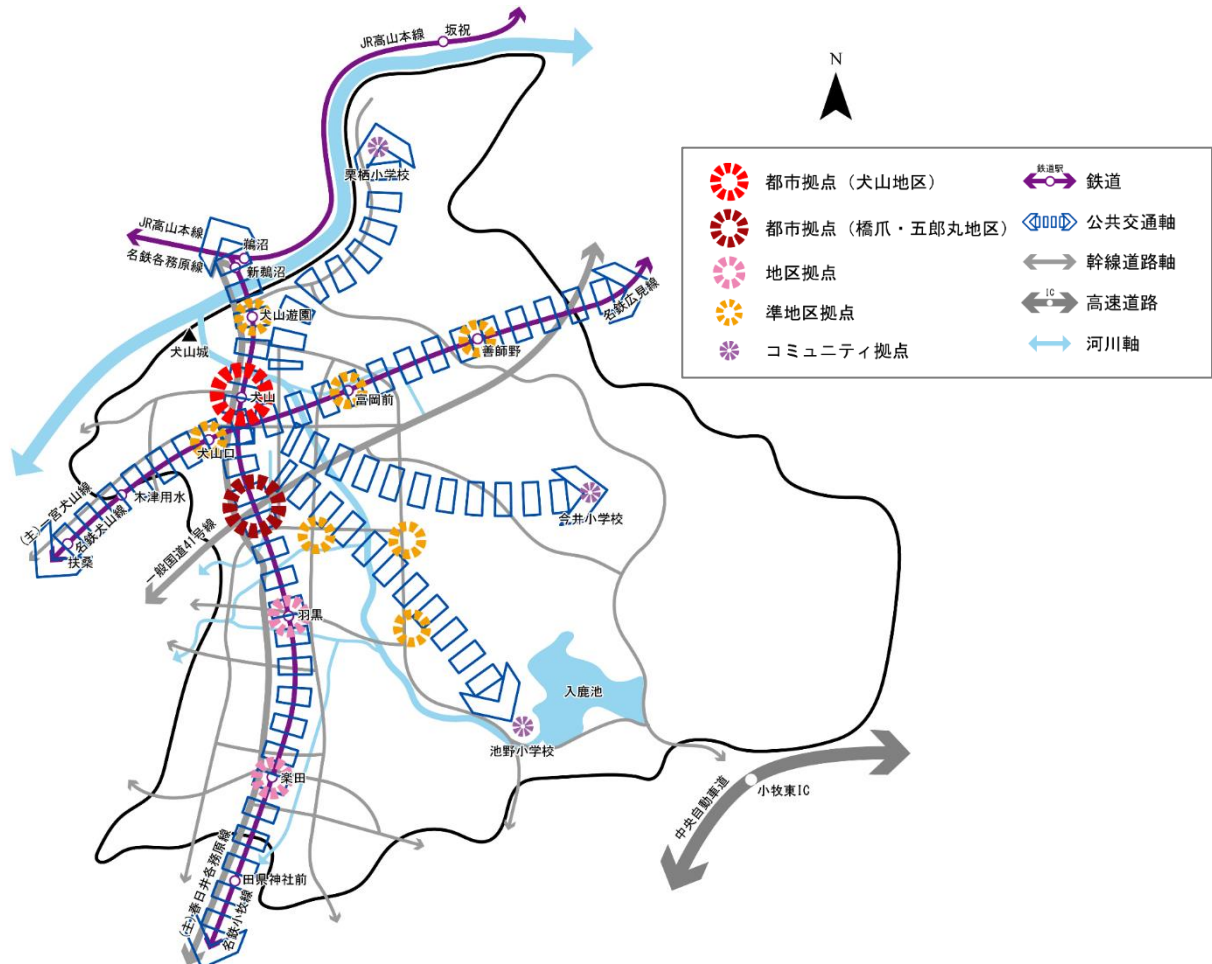 坂祝
JR高山本線
N
栗栖小学校
JR高山本線
鵜沼
名鉄各務原線
新鵜沼
犬山遊園
名鉄広見線
犬山城
善師野
犬山
富岡前
犬山口
木津用水
(主)一宮犬山線
名鉄犬山線
扶桑
今井小学校
一般国道41号線
羽黒
入鹿池
池野小学校
楽田
中央自動車道
小牧東IC
田県神社前
(主)春日井各務原線
名鉄小牧線
都市拠点（犬山地区）
都市拠点（橋爪・五郎丸地区）
地区拠点
準地区拠点
コミュニティ拠点
鉄道駅
鉄道
公共交通軸
幹線道路軸
IC
高速道路
河川軸